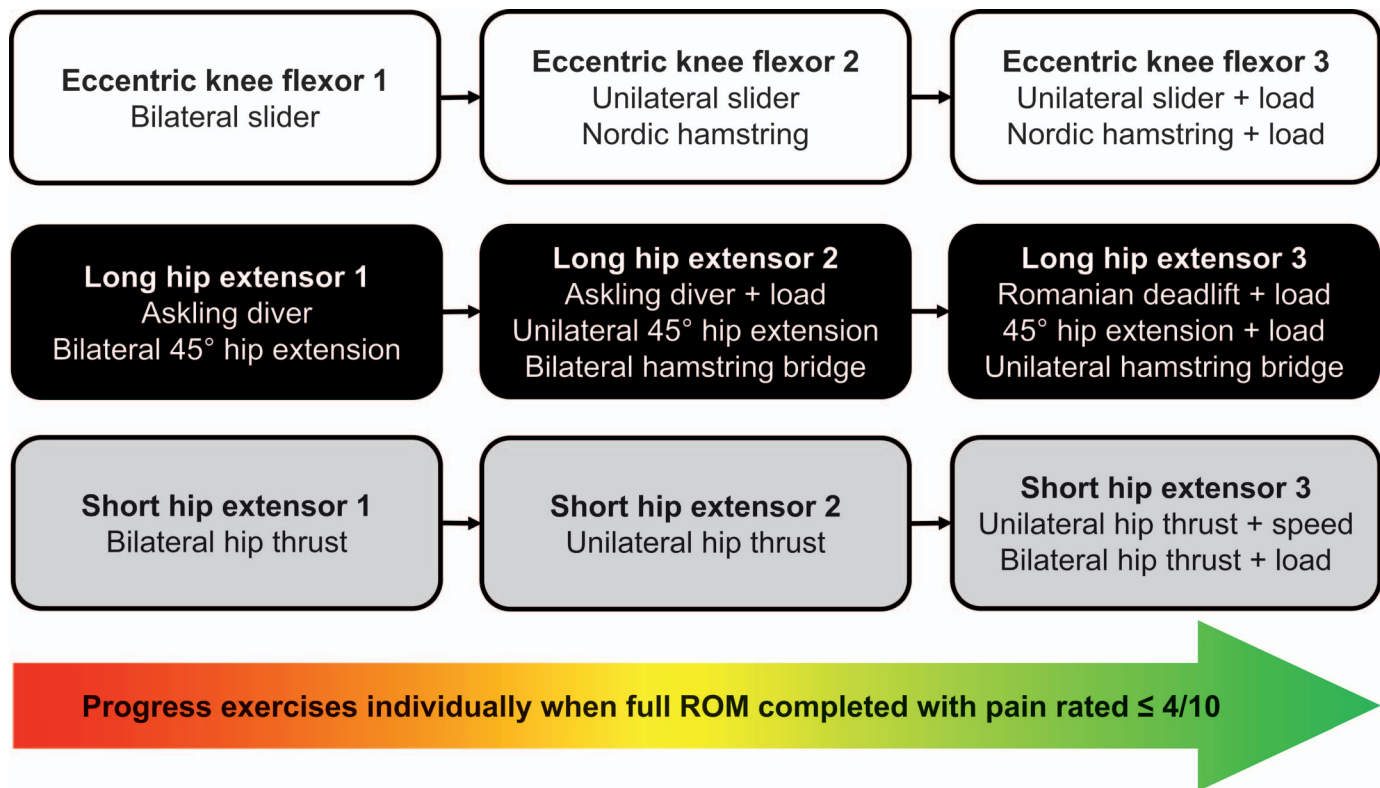 Eccentric knee flexor 1
Bilateral slider
Eccentric knee flexor 2
Unilateral slider
Nordic hamstring
Eccentric knee flexor 3
Unilateral slider + load
Nordic hamstring + load
Long hip extensor 1
Askling diver
Bilateral 45° hip extension
Long hip extensor 2
Askling diver + load
Unilateral 45° hip extension
Bilateral hamstring bridge
Long hip extensor 3
Romanian deadlift + load
45° hip extension + load
Unilateral hamstring bridge
Short hip extensor 1
Bilateral hip thrust
Short hip extensor 2
Unilateral hip thrust
Short hip extensor 3
Unilateral hip thrust + speed
Bilateral hip thrust + load
Progress exercises individually when full ROM completed with pain rated ≤ 4/10